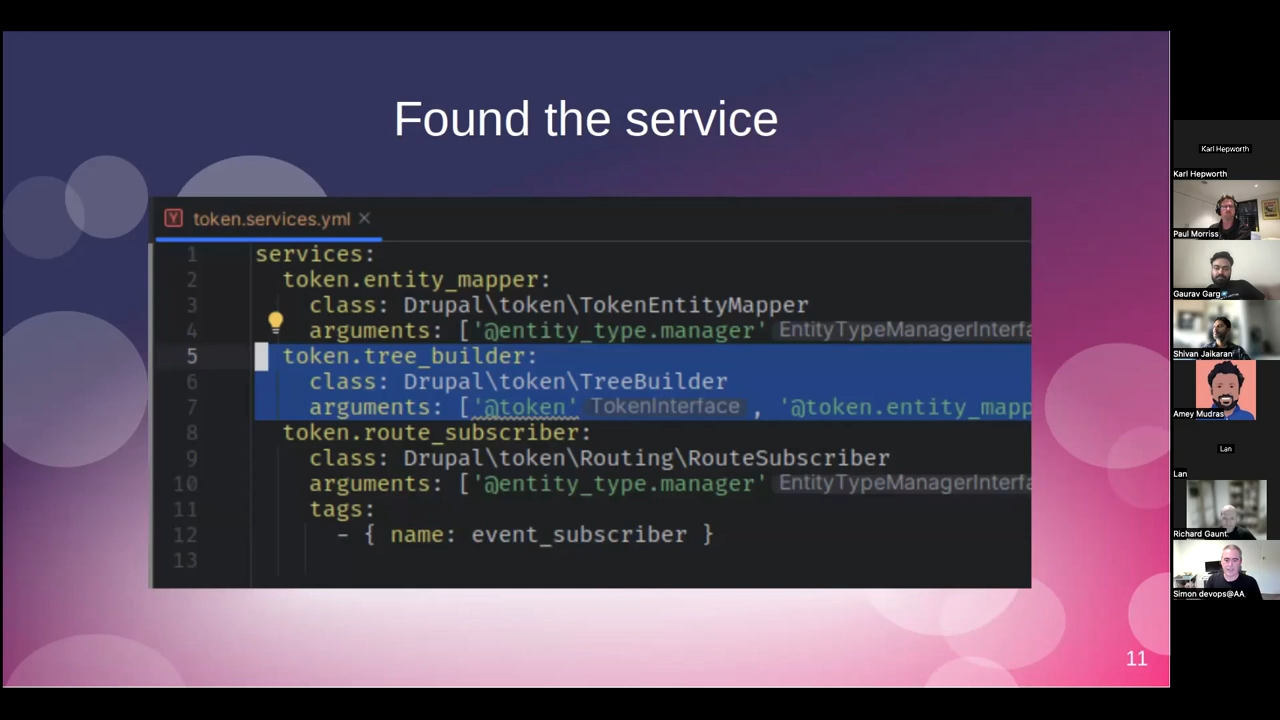 Found the service
token.services.yml
1 services:
2 token.entity_mapper:
3 class: Drupal\token\TokenEntityMapper
4 arguments: ['@entity_type.manager' EntityTypeManagerInterfa
5 token.tree_builder:
6 class: Drupal\token\TreeBuilder
7 arguments: ['@token' TokenInterface , '@token.entity_mapp
8 token.route_subscriber:
9 class: Drupal\token\Routing\RouteSubscriber
10 arguments: ['@entity_type.manager' EntityTypeManagerInterfa
11 tags:
12 - { name: event_subscriber }
13
11
Karl Hepworth
Karl Hepworth
Paul Morriss
Gaurav Garg
Shivan Jaikaran
Amey Mudras
Lan
Lan
Richard Gaunt
Simon devops@AA